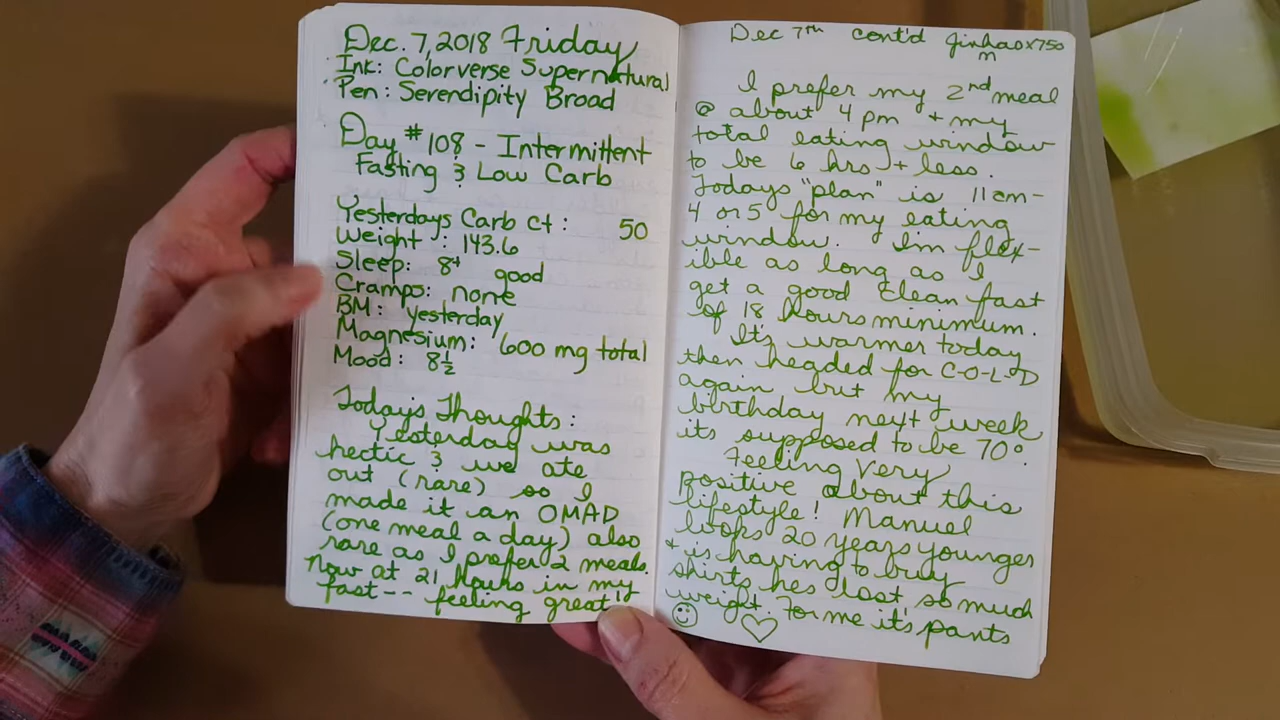 Dec. 7, 2018 Friday
Ink: Colorverse Supernatural
Pen: Serendipity Broad
Day #108 - Intermittent
Fasting & Low Carb
Yesterdays Carb Ct: 50
Weight: 143.6
Sleep: 8+ good
Cramps: none
BM: yesterday
Magnesium: 600 mg total
Mood: 8½
Today's Thoughts:
Yesterday was
hectic & we ate
out (rare) so I
made it an OMAD
(one meal a day) also
rare as I prefer 2 meals.
Now at 21 hours in my
fast-- feeling great!
Dec 7th cont'd Jinhao x750
m
I prefer my 2nd meal
@ about 4 pm + my
total eating window
to be 6 hrs + less.
Todays "plan" is 11am-
4 or 5 for my eating
window. Im flex-
ible as long as I
get a good clean fast
of 18 hours minimum.
It's warmer today
then headed for C-O-L-D
again but my
birthday next week
its supposed to be 70°.
Feeling very
positive about this
lifestyle! Manuel
looks 20 years younger
+ is having to buy
shirts hes lost so much
weight. For me it's pants